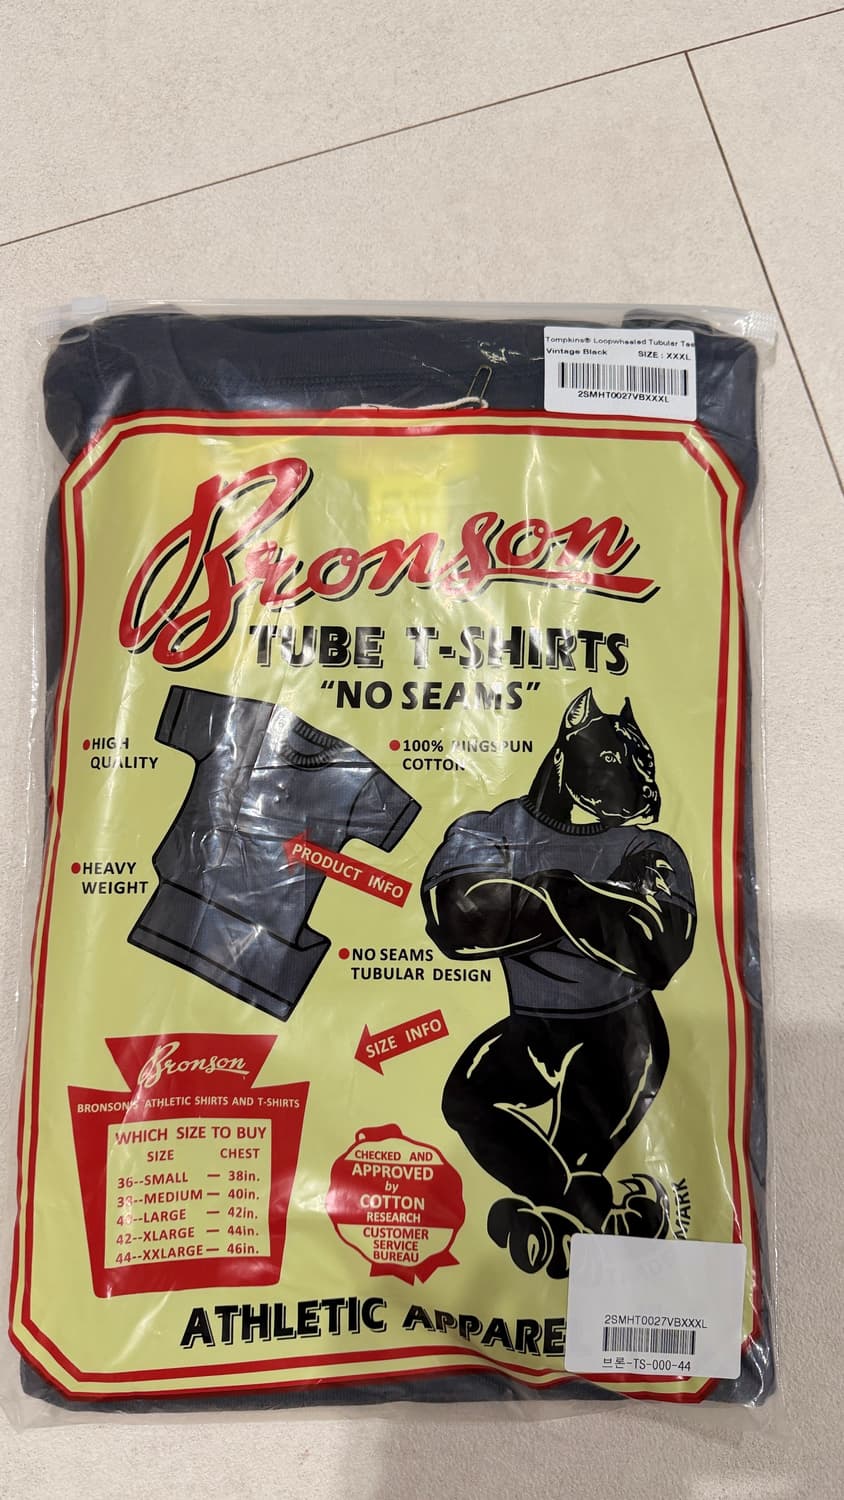 Tompkins® Loopwheeled Tubular Tee
Vintage Black SIZE : XXXL
2SMHT0027VBXXXL
Bronson
TUBE T-SHIRTS
"NO SEAMS"
●HIGH QUALITY
●100% RINGSPUN COTTON
PRODUCT INFO
●HEAVY WEIGHT
●NO SEAMS
TUBULAR DESIGN
SIZE INFO
Bronson
BRONSON'S ATHLETIC SHIRTS AND T-SHIRTS
WHICH SIZE TO BUY
SIZE CHEST
36--SMALL — 38in.
38--MEDIUM — 40in.
40--LARGE — 42in.
42--XLARGE — 44in.
44--XXLARGE — 46in.
CHECKED AND
APPROVED
by
COTTON
RESEARCH
CUSTOMER
SERVICE
BUREAU
MARK
ATHLETIC APPARE
2SMHT0027VBXXXL
브론-TS-000-44